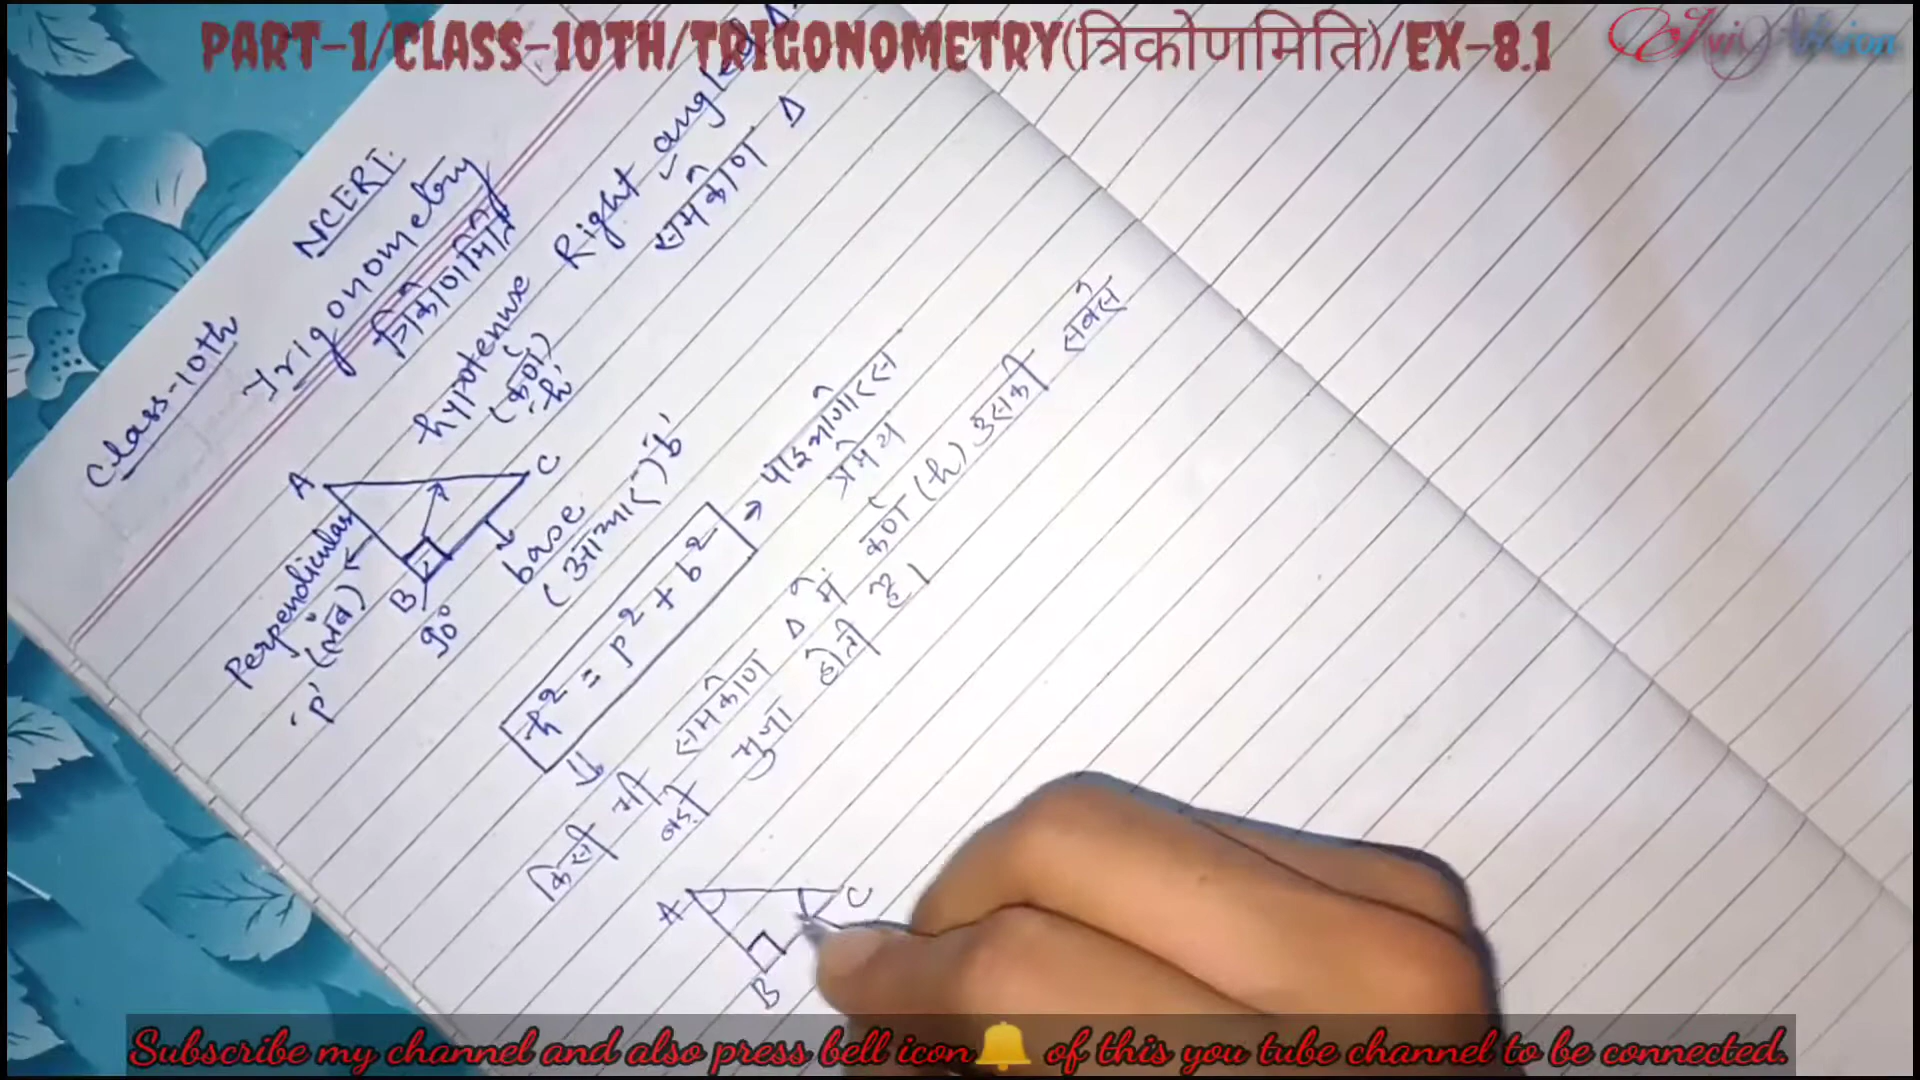 PART-1/CLASS-10TH/TRIGONOMETRY(त्रिकोणमिति)/EX-8.1
NCERT.
Class-10th
Trigonometry
त्रिकोणमिति
Right angled Δ.
समकोण Δ
hypotenuse
(कर्ण)
'h'
A
C
B
90°
Perpendicular
(लंब)
'P'
base
(आधार) 'b'
h² = p² + b² → पाइथागोरस
प्रमेय
किसी भी समकोण Δ में कर्ण (h) उसकी सबसे
बड़ी भुजा होती है।
A
C
B
Subscribe my channel and also press bell icon🔔 of this you tube channel to be connected.